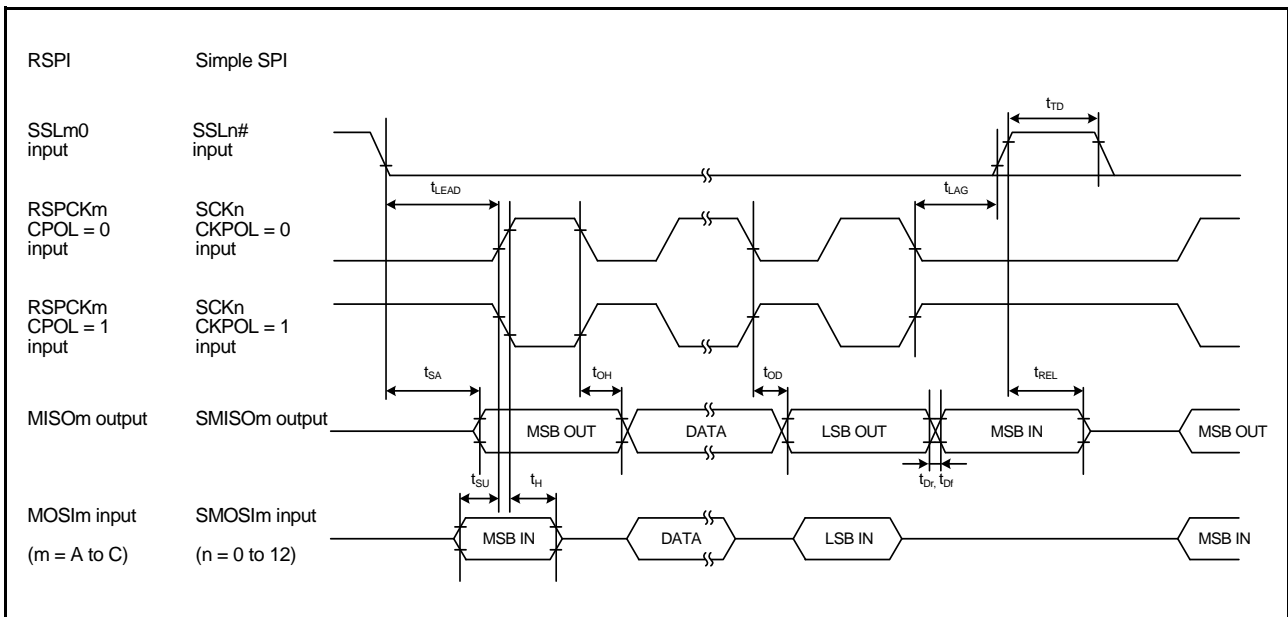 RSPI Simple SPI
tTD
SSLm0 SSLn#
input input
tLEAD tLAG
RSPCKm SCKn
CPOL = 0 CKPOL = 0
input input
RSPCKm SCKn
CPOL = 1 CKPOL = 1
input input
tSA tOH tOD tREL
MISOm output SMISOm output MSB OUT DATA LSB OUT MSB IN MSB OUT
tSU tH tDr, tDf
MOSIm input SMOSIm input MSB IN DATA LSB IN MSB IN
(m = A to C) (n = 0 to 12)